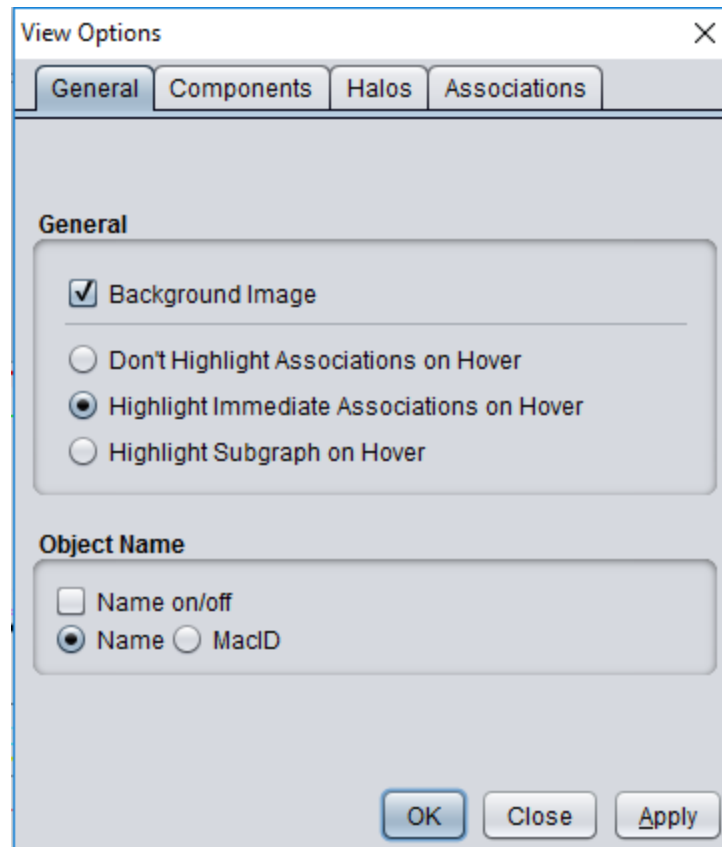 View Options
General Components Halos Associations
General
Background Image
Don't Highlight Associations on Hover
Highlight Immediate Associations on Hover
Highlight Subgraph on Hover
Object Name
Name on/off
Name MacID
OK Close Apply